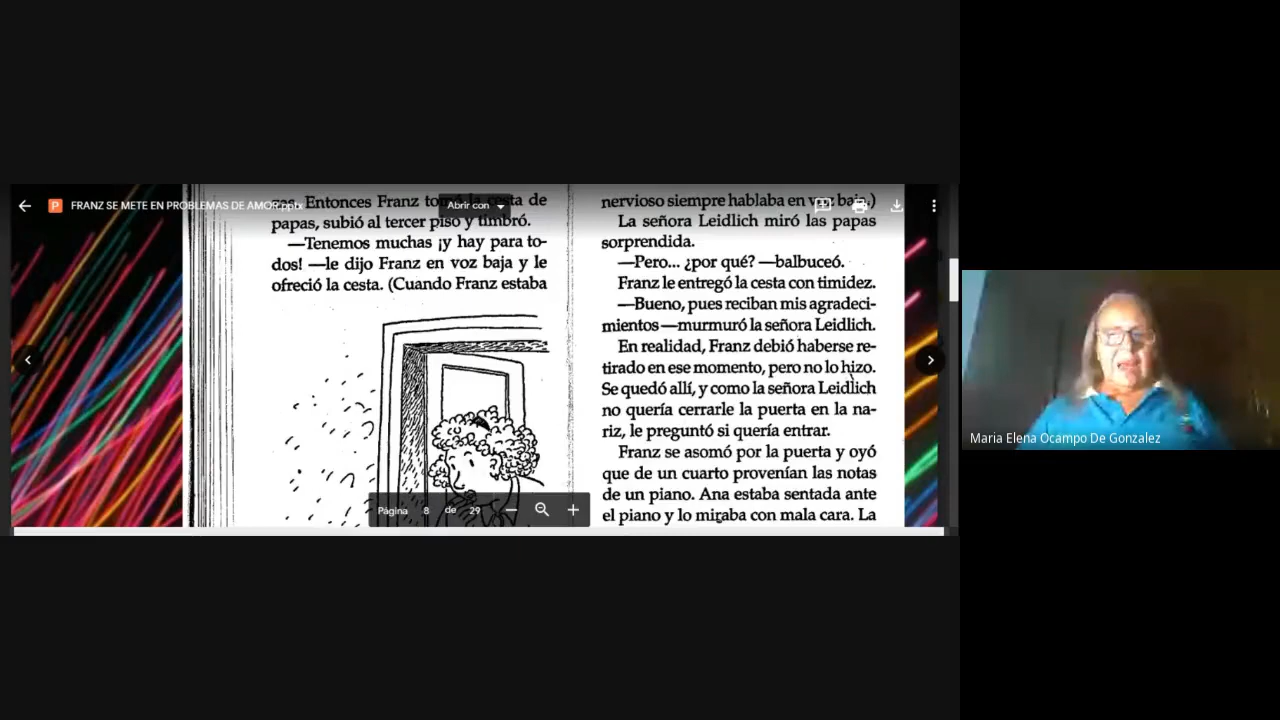 FRANZ SE METE EN PROBLEMAS DE AMOR.pptx
Abrir con
Entonces Franz tomó la cesta de
papas, subió al tercer piso y timbró.
—Tenemos muchas ¡y hay para to-
dos! —le dijo Franz en voz baja y le
ofreció la cesta. (Cuando Franz estaba
nervioso siempre hablaba en voz baja.)
La señora Leidlich miró las papas
sorprendida.
—Pero... ¿por qué? —balbuceó.
Franz le entregó la cesta con timidez.
—Bueno, pues reciban mis agradeci-
mientos —murmuró la señora Leidlich.
En realidad, Franz debió haberse re-
tirado en ese momento, pero no lo hizo.
Se quedó allí, y como la señora Leidlich
no quería cerrarle la puerta en la na-
riz, le preguntó si quería entrar.
Franz se asomó por la puerta y oyó
que de un cuarto provenían las notas
de un piano. Ana estaba sentada ante
el piano y lo miraba con mala cara. La
Página 8 de 29
Maria Elena Ocampo De Gonzalez